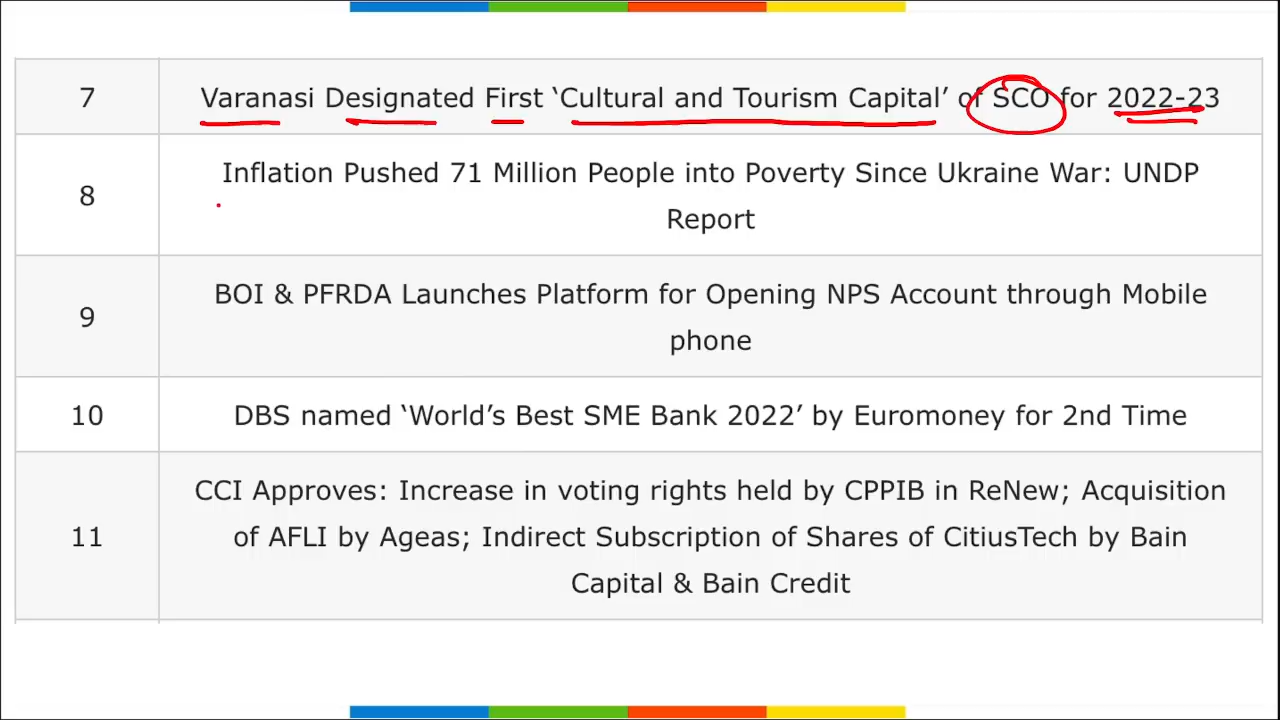 7
Varanasi Designated First ‘Cultural and Tourism Capital’ of SCO for 2022-23
8
Inflation Pushed 71 Million People into Poverty Since Ukraine War: UNDP
Report
9
BOI & PFRDA Launches Platform for Opening NPS Account through Mobile
phone
10
DBS named ‘World’s Best SME Bank 2022’ by Euromoney for 2nd Time
11
CCI Approves: Increase in voting rights held by CPPIB in ReNew; Acquisition
of AFLI by Ageas; Indirect Subscription of Shares of CitiusTech by Bain
Capital & Bain Credit